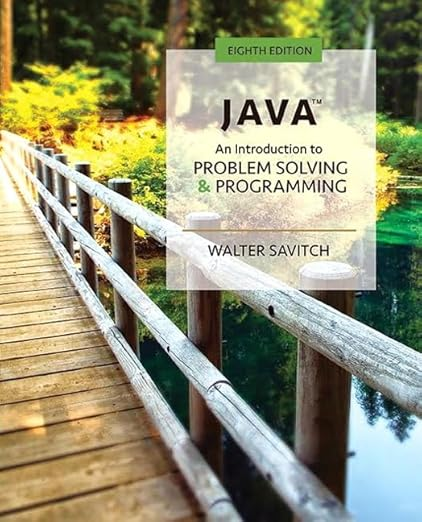 EIGHTH EDITION
JAVA™
An Introduction to
PROBLEM SOLVING
& PROGRAMMING
WALTER SAVITCH